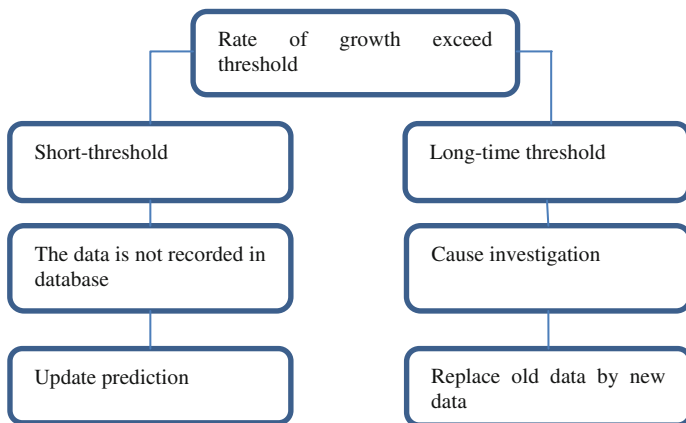 Rate of growth exceed
threshold
Short-threshold
Long-time threshold
The data is not recorded in
database
Cause investigation
Update prediction
Replace old data by new
data